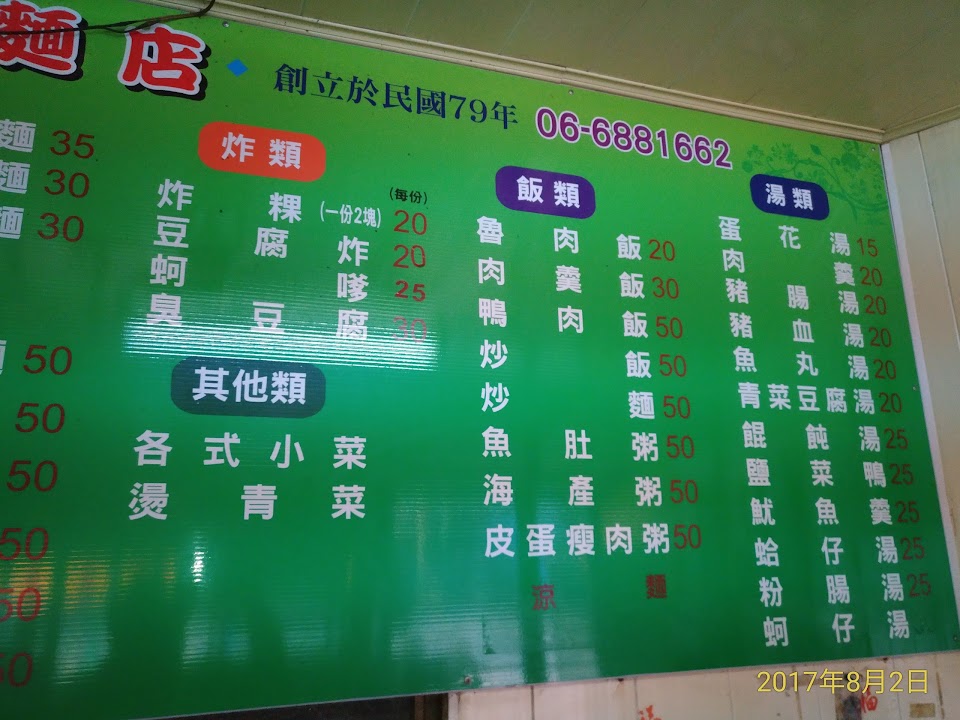 麵店
創立於民國79年
06-6881662
麵 35
麵 30
麵 30
50
50
50
50
50
50
炸類
(每份)
炸粿(一份2塊) 20
豆腐炸 20
蚵嗲 25
臭豆腐 30
其他類
各式小菜
燙青菜
飯類
魯肉飯 20
肉羹飯 30
鴨肉飯 50
炒飯 50
炒麵 50
魚肚粥 50
海產粥 50
皮蛋瘦肉粥 50
涼麵
湯類
蛋花湯 15
肉羹 20
豬腸湯 20
豬血湯 20
魚丸湯 20
青菜豆腐湯 20
餛飩湯 25
鹽菜鴨 25
魷魚羹 25
蛤仔湯 25
粉腸湯 25
蚵仔湯
2017年8月2日